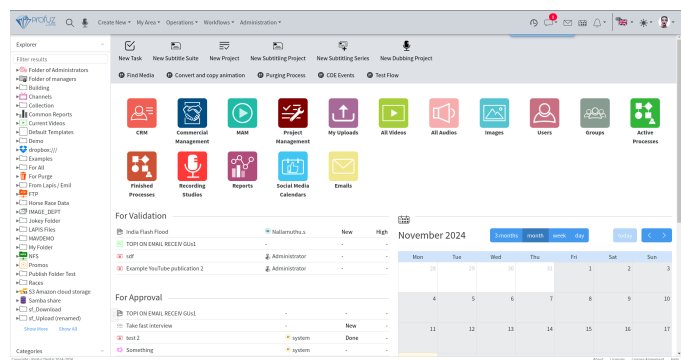 Profuz
Create New My Area Operations Workflows Administration
Explorer
Filter results
Folder of Administrators
Folder of managers
Building
Channels
Collection
Common Reports
Current Videos
Default Templates
Demo
dropbox:///
Examples
For All
For Purge
From Lapis / Emil
FTP
Horse Race Data
IMAGE_DEPT
Jokey Folder
LAPIS Files
MAVDEMO
My Folder
NFS
Promos
Publish Folder Test
Races
S3 Amazon cloud storage
Samba share
sf_Download
sf_Upload (renamed)
Show More Show All
Categories
New Task New Subtitle Suite New Project New Subtitling Project New Subtitling Series New Dubbing Project
Find Media Convert and copy animation Purging Process COE Events Test Flow
CRM
Commercial Management
MAM
Project Management
My Uploads
All Videos
All Audios
Images
Users
Groups
Active Processes
Finished Processes
Recording Studios
Reports
Social Media Calendars
Emails
For Validation
India Flash Flood Nallamuthu.s New High
TOPI ON EMAIL RECEIV GUs1 - - -
sdf Administrator - -
Example YouTube publication 2 Administrator - -
For Approval
TOPI ON EMAIL RECEIV GUs1 - - -
Take fast interview - New -
test 2 system Done -
Something system - -
November 2024
3 months month week day today
Mon Tue Wed Thu Fri Sat Sun
28 29 30 31 1 2 3
4 5 6 7 8 9 10
11 12 13 14 15 16 17